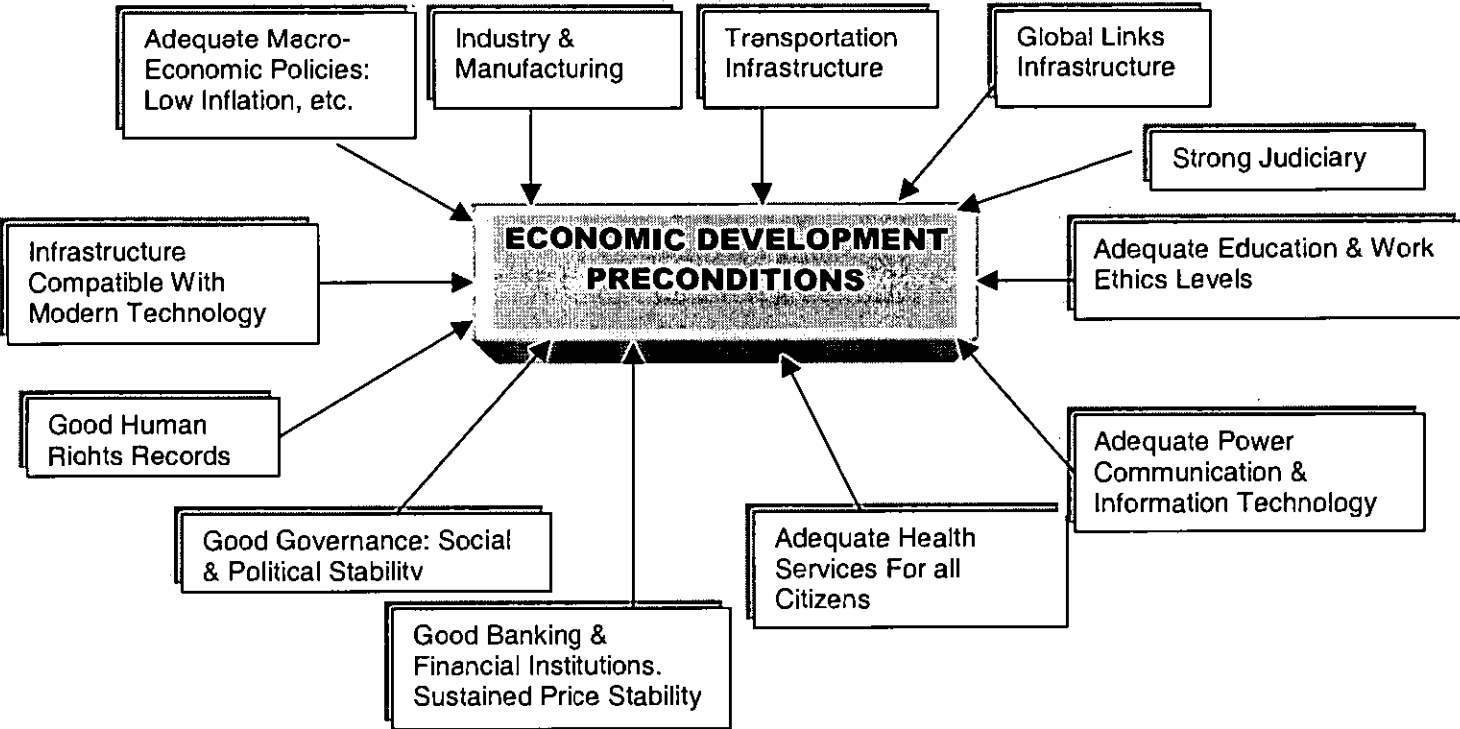 Adequate Macro-
Economic Policies:
Low Inflation, etc.
Industry &
Manufacturing
Transportation
Infrastructure
Global Links
Infrastructure
Strong Judiciary
Infrastructure
Compatible With
Modern Technology
ECONOMIC DEVELOPMENT
PRECONDITIONS
Adequate Education & Work
Ethics Levels
Good Human
Rights Records
Adequate Power
Communication &
Information Technology
Good Governance: Social
& Political Stability
Adequate Health
Services For all
Citizens
Good Banking &
Financial Institutions.
Sustained Price Stability